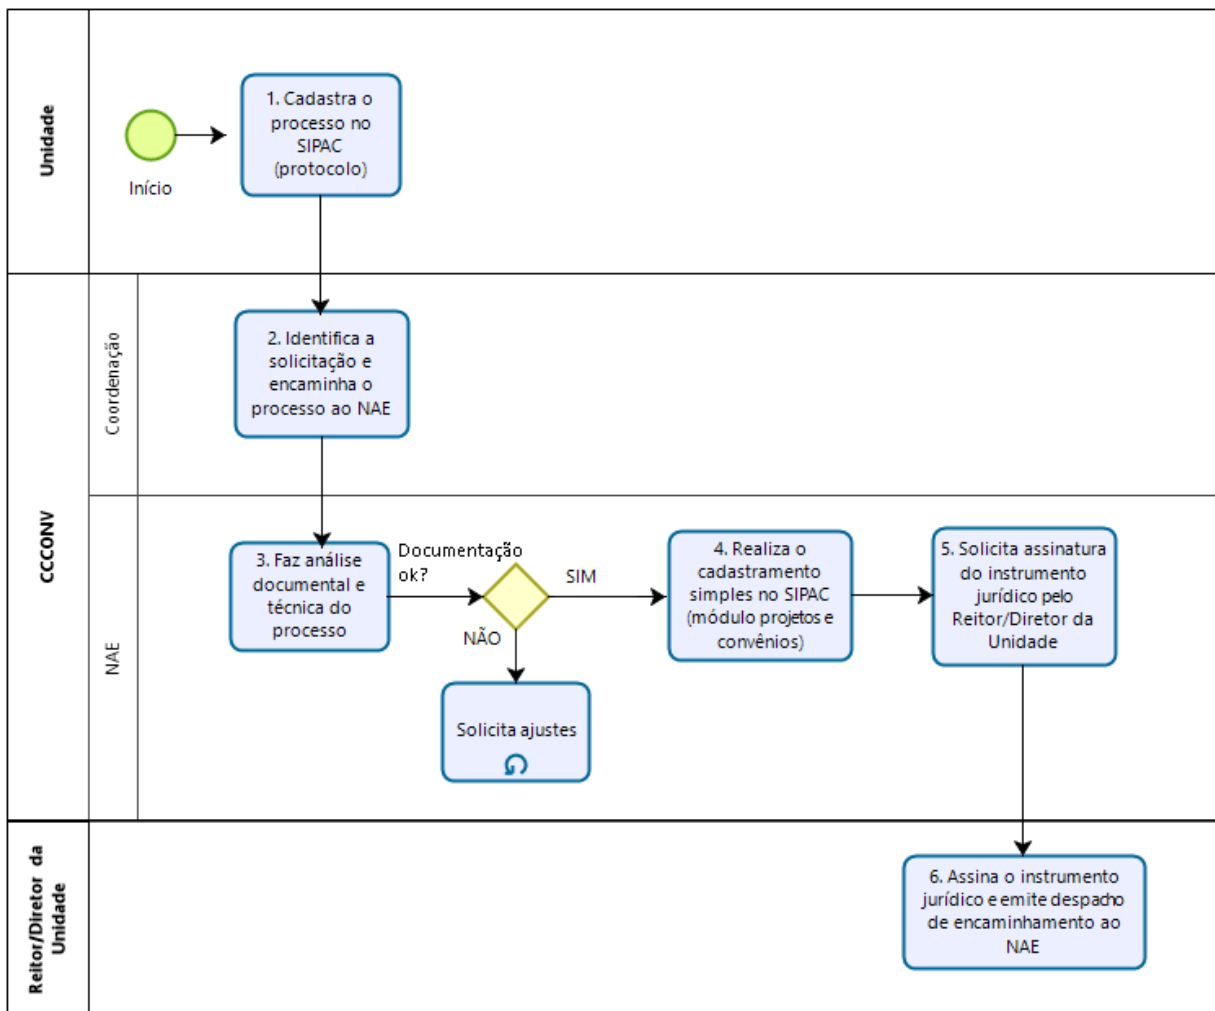 Unidade
Início
1. Cadastra o
processo no
SIPAC
(protocolo)
CCCONV
Coordenação
2. Identifica a
solicitação e
encaminha o
processo ao NAE
NAE
3. Faz análise
documental e
técnica do
processo
Documentação
ok?
SIM
NÃO
Solicita ajustes
4. Realiza o
cadastramento
simples no SIPAC
(módulo projetos e
convênios)
5. Solicita assinatura
do instrumento
jurídico pelo
Reitor/Diretor da
Unidade
Reitor/Diretor da
Unidade
6. Assina o instrumento
jurídico e emite despacho
de encaminhamento ao
NAE